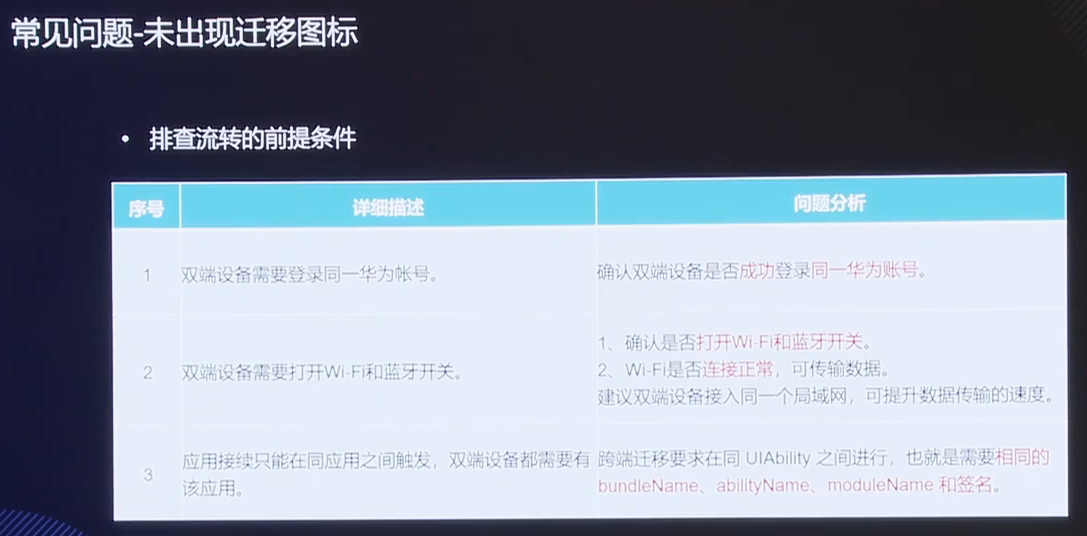 常见问题-未出现迁移图标
• 排查流转的前提条件
序号 详细描述 问题分析
1 双端设备需要登录同一华为帐号。 确认双端设备是否成功登录同一华为账号。
2 双端设备需要打开Wi-Fi和蓝牙开关。
1、确认是否打开Wi-Fi和蓝牙开关。
2、Wi-Fi是否连接正常，可传输数据。
建议双端设备接入同一个局域网，可提升数据传输的速度。
3
应用接续只能在同应用之间触发，双端设备都需要有
该应用。
跨端迁移要求在同 UIAbility 之间进行，也就是需要相同的
bundleName、abilityName、moduleName 和签名。